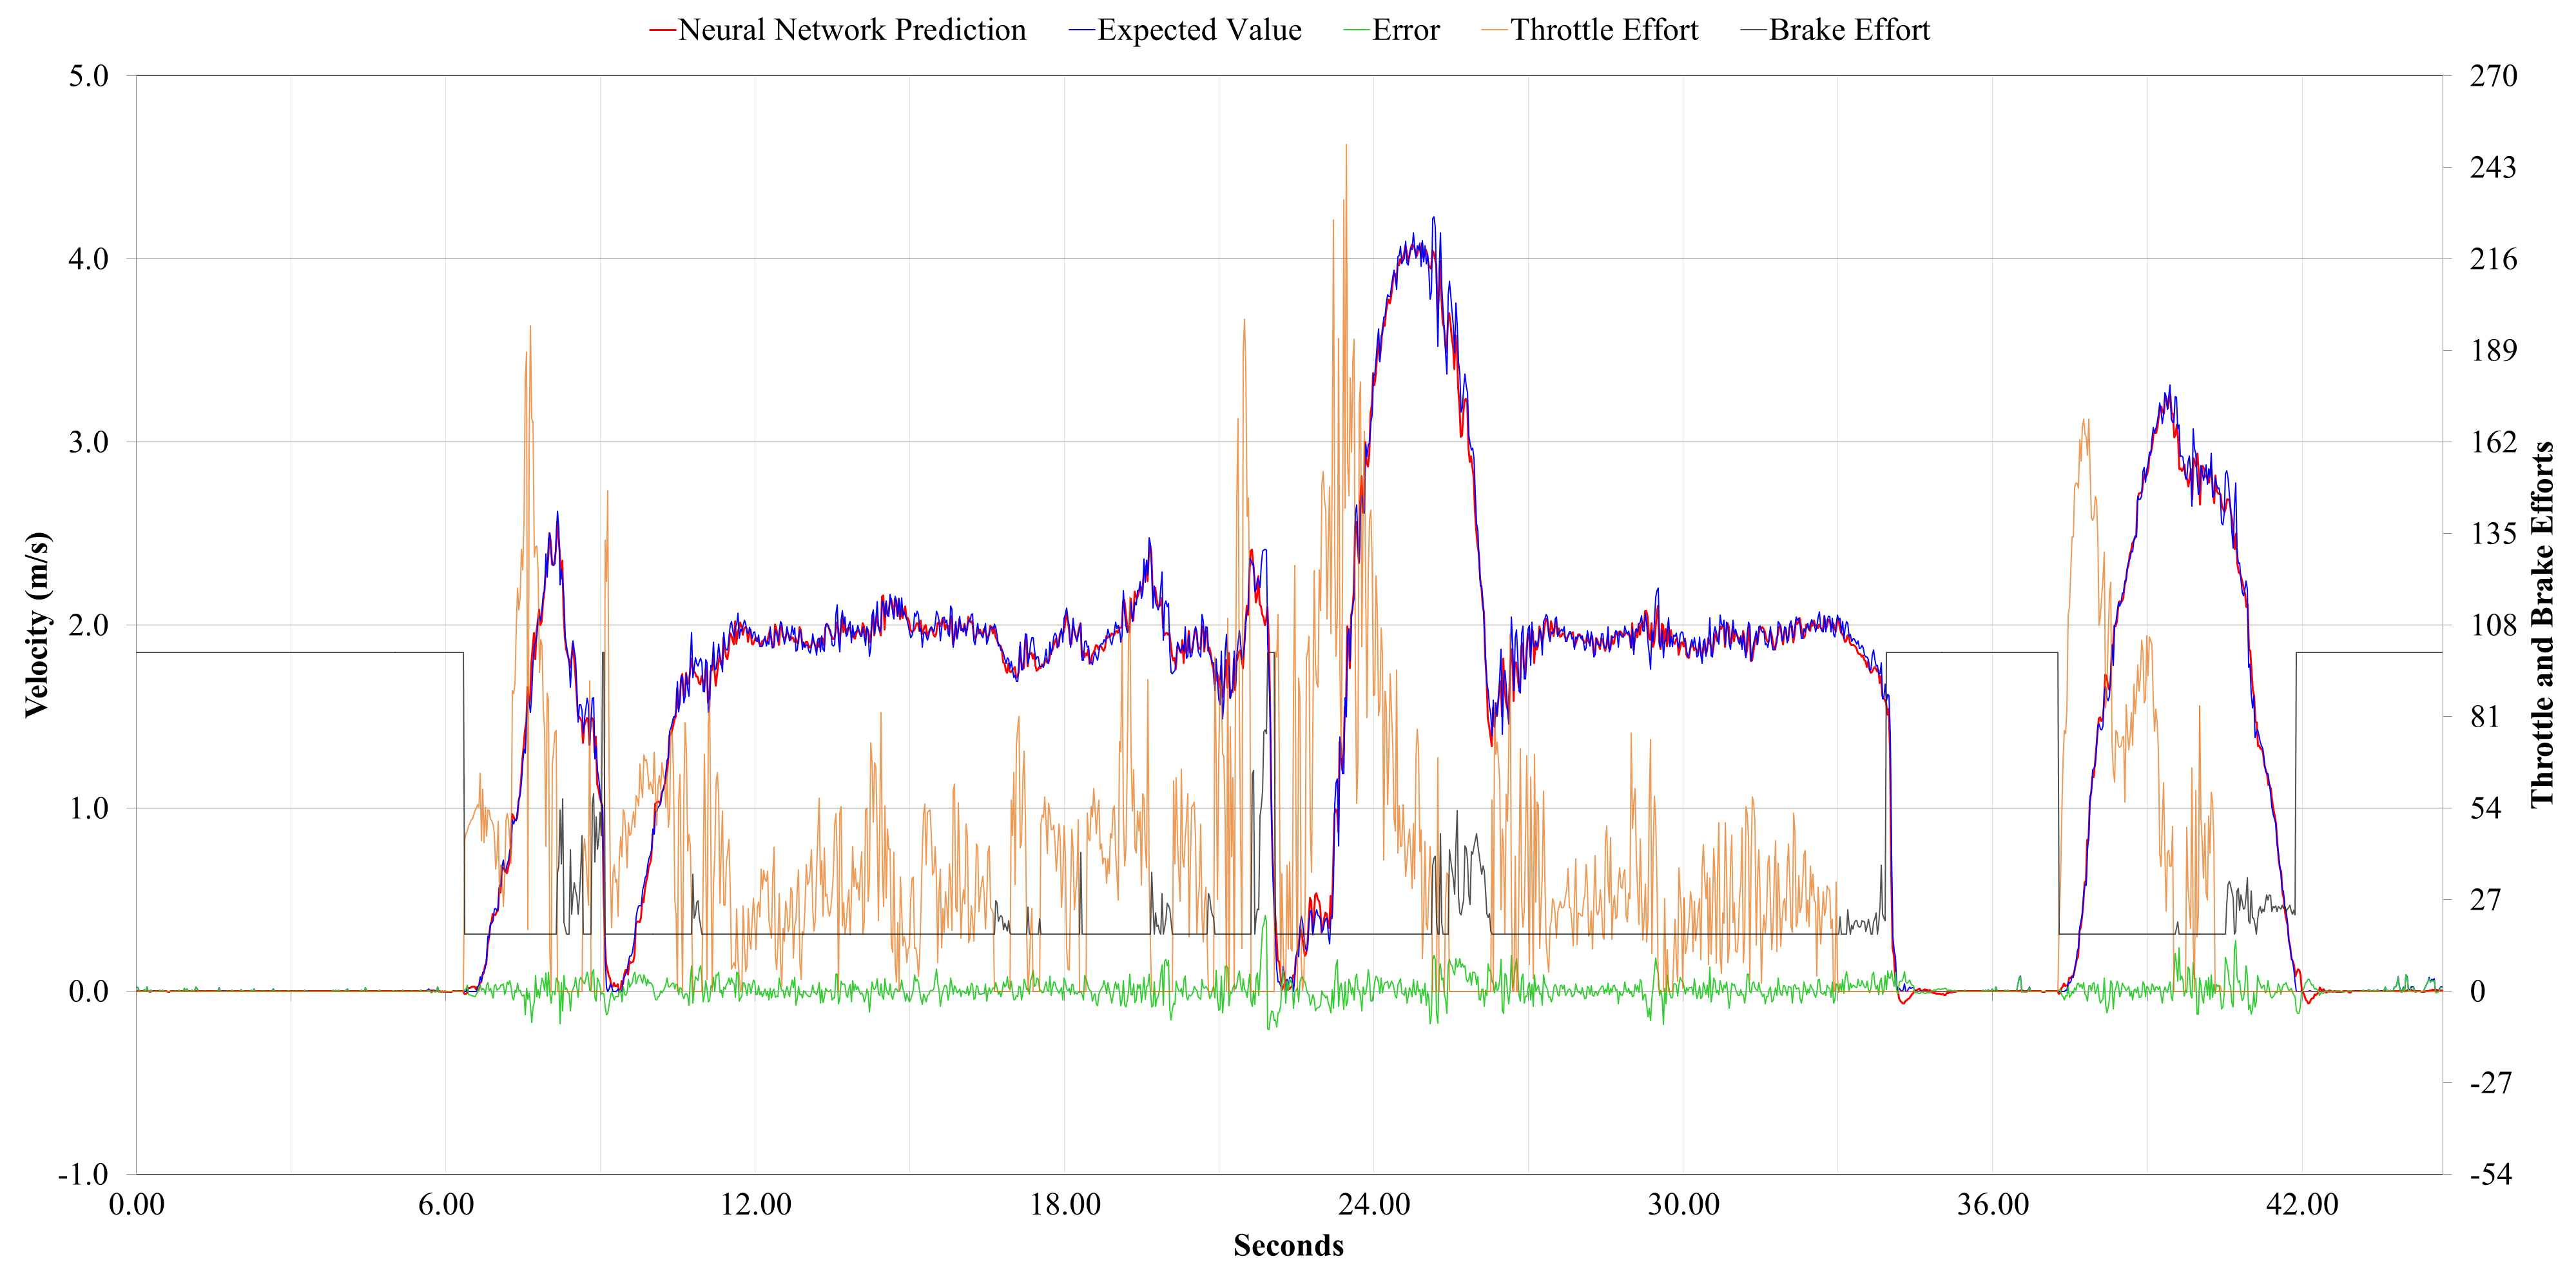 Neural Network Prediction Expected Value Error Throttle Effort Brake Effort
5.0 270
243
4.0 216
189
3.0 162
135
2.0 108
81
1.0 54
27
0.0 0
-27
-1.0 -54
Velocity (m/s)
Throttle and Brake Efforts
0.00 6.00 12.00 18.00 24.00 30.00 36.00 42.00
Seconds